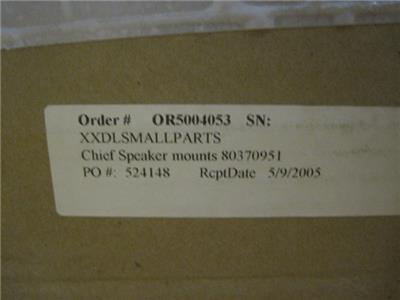 Order # OR5004053 SN:
XXDLSMALLPARTS
Chief Speaker mounts 80370951
PO #: 524148 RcptDate 5/9/2005